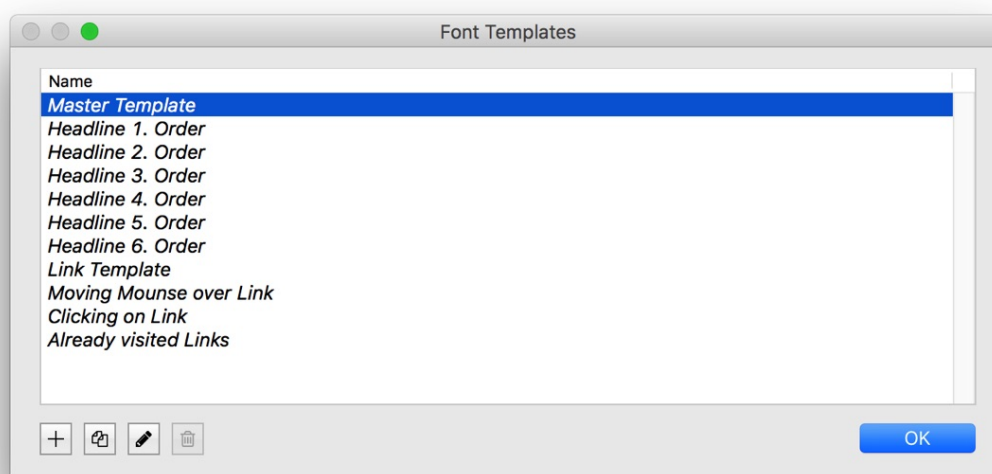 Font Templates
Name
Master Template
Headline 1. Order
Headline 2. Order
Headline 3. Order
Headline 4. Order
Headline 5. Order
Headline 6. Order
Link Template
Moving Mounse over Link
Clicking on Link
Already visited Links
OK